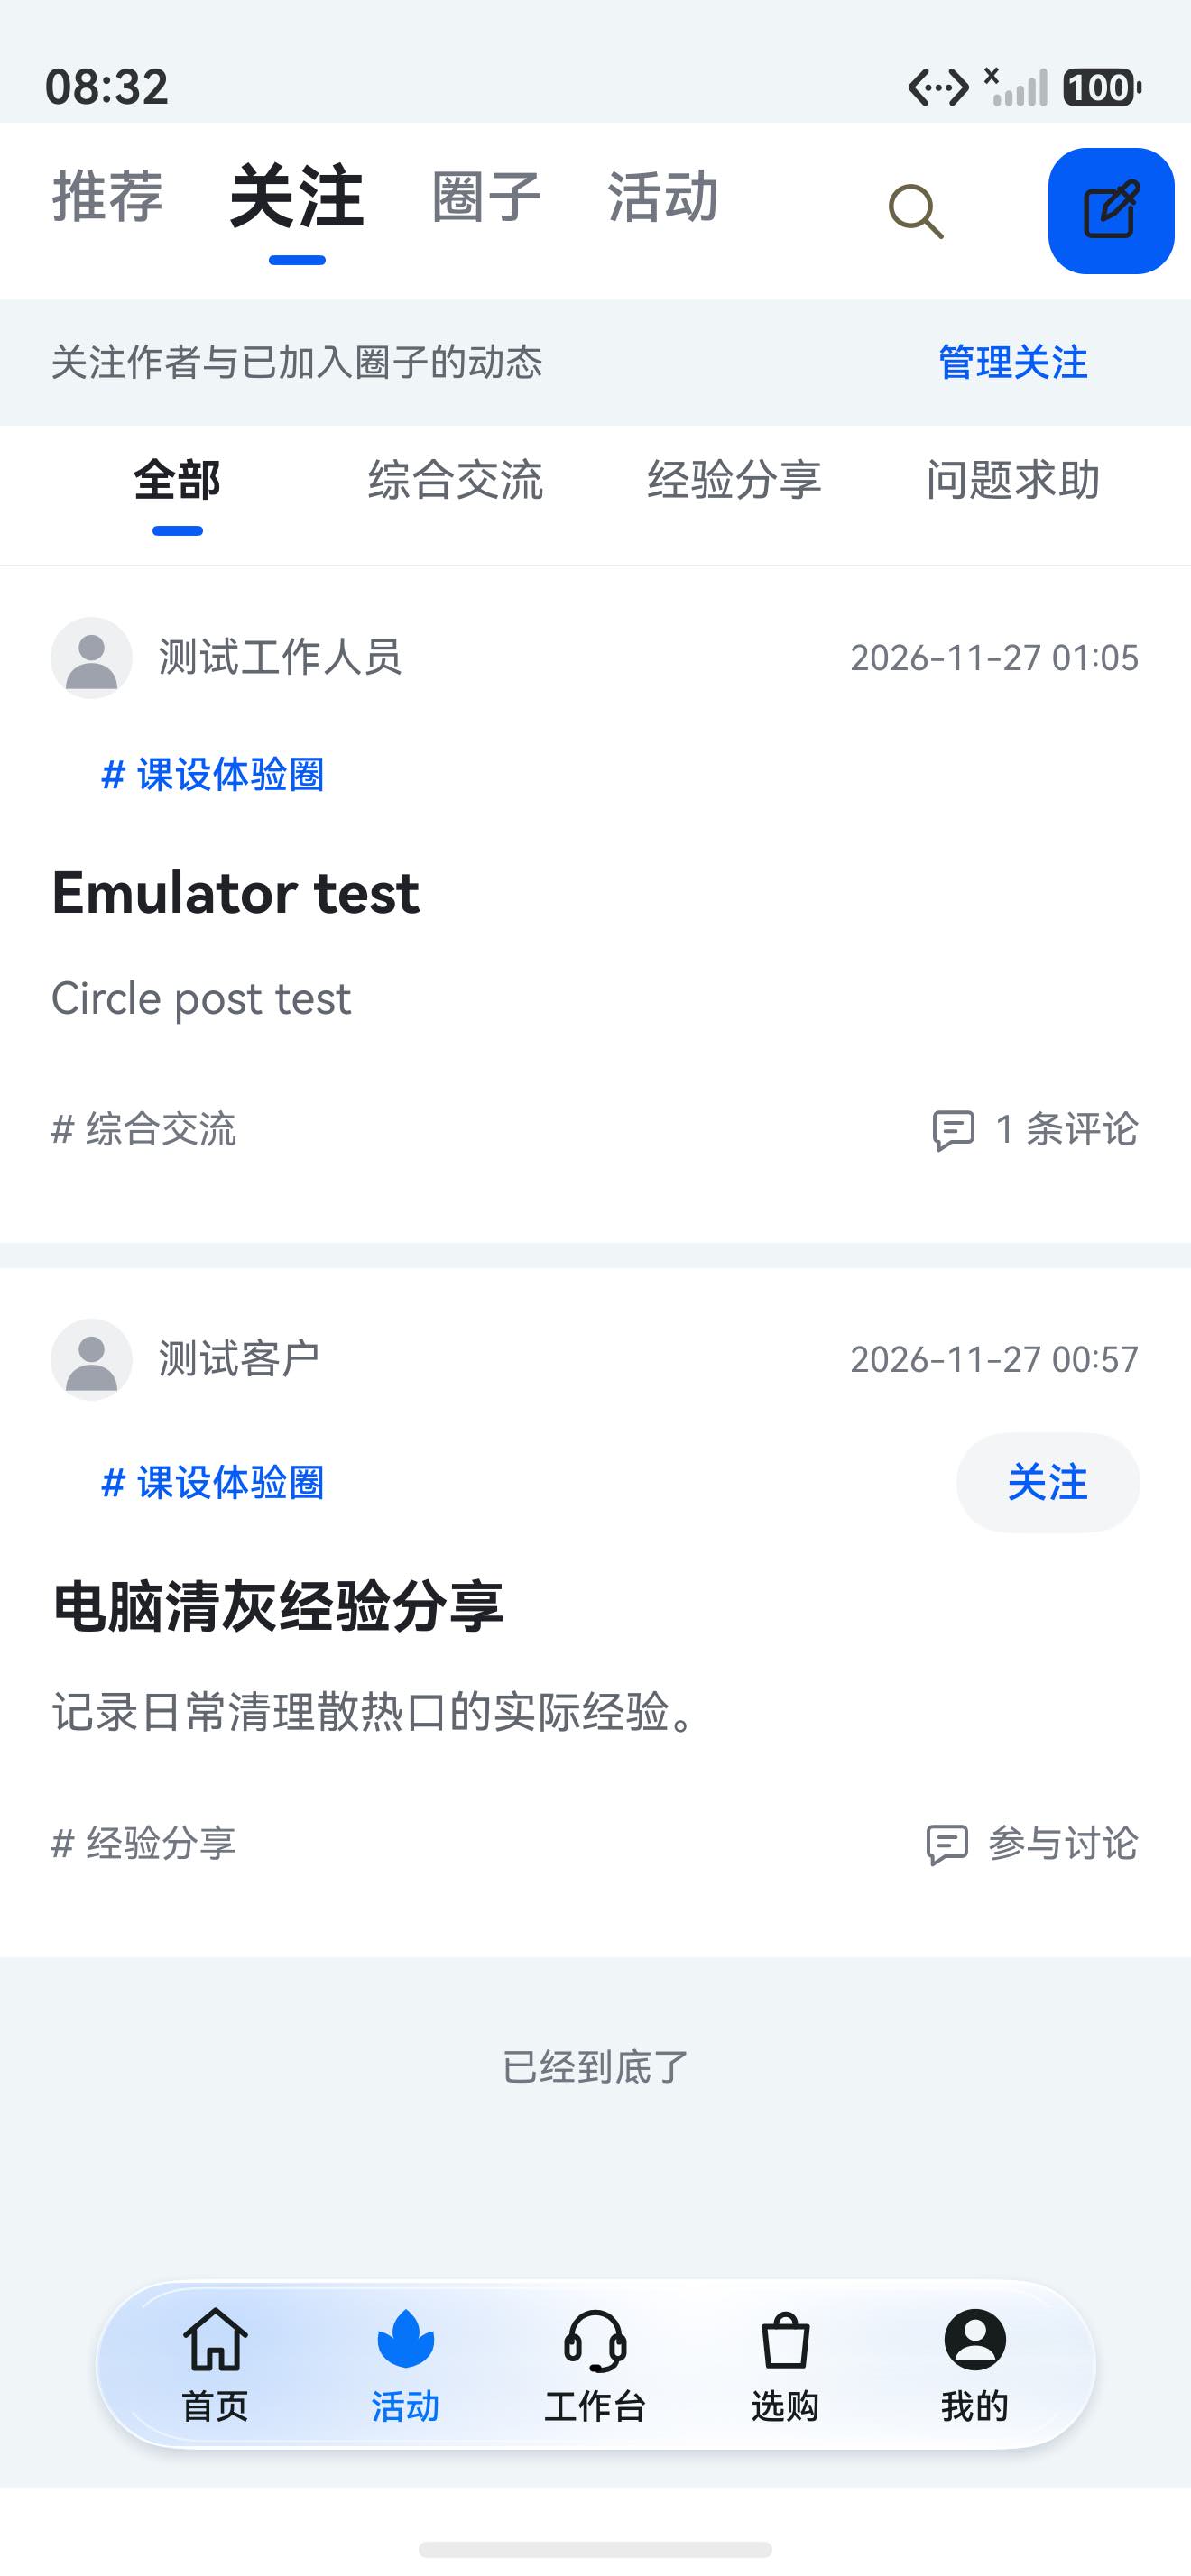 08:32
100
推荐 关注 圈子 活动
关注作者与已加入圈子的动态 管理关注
全部 综合交流 经验分享 问题求助
测试工作人员 2026-11-27 01:05
# 课设体验圈
Emulator test
Circle post test
# 综合交流 1 条评论
测试客户 2026-11-27 00:57
# 课设体验圈 关注
电脑清灰经验分享
记录日常清理散热口的实际经验。
# 经验分享 参与讨论
已经到底了
首页 活动 工作台 选购 我的